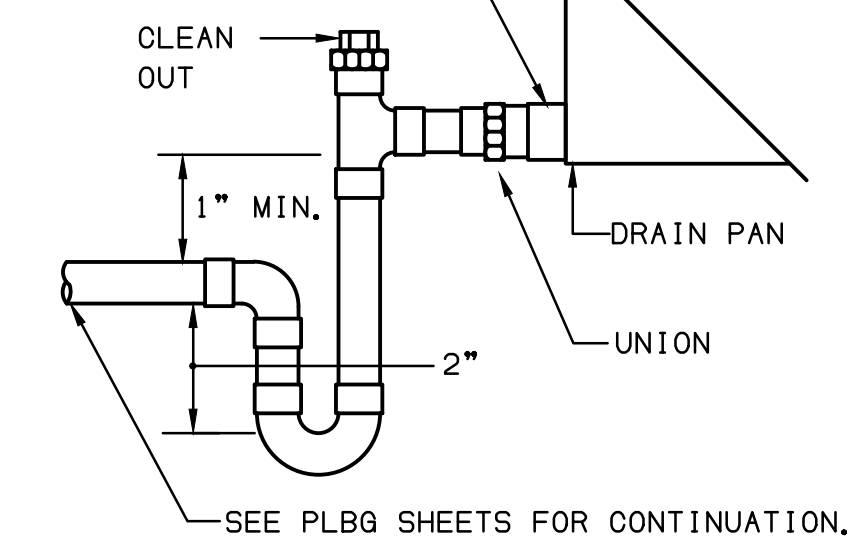 CLEAN
OUT
1” MIN.
DRAIN PAN
UNION
2”
SEE PLBG SHEETS FOR CONTINUATION.